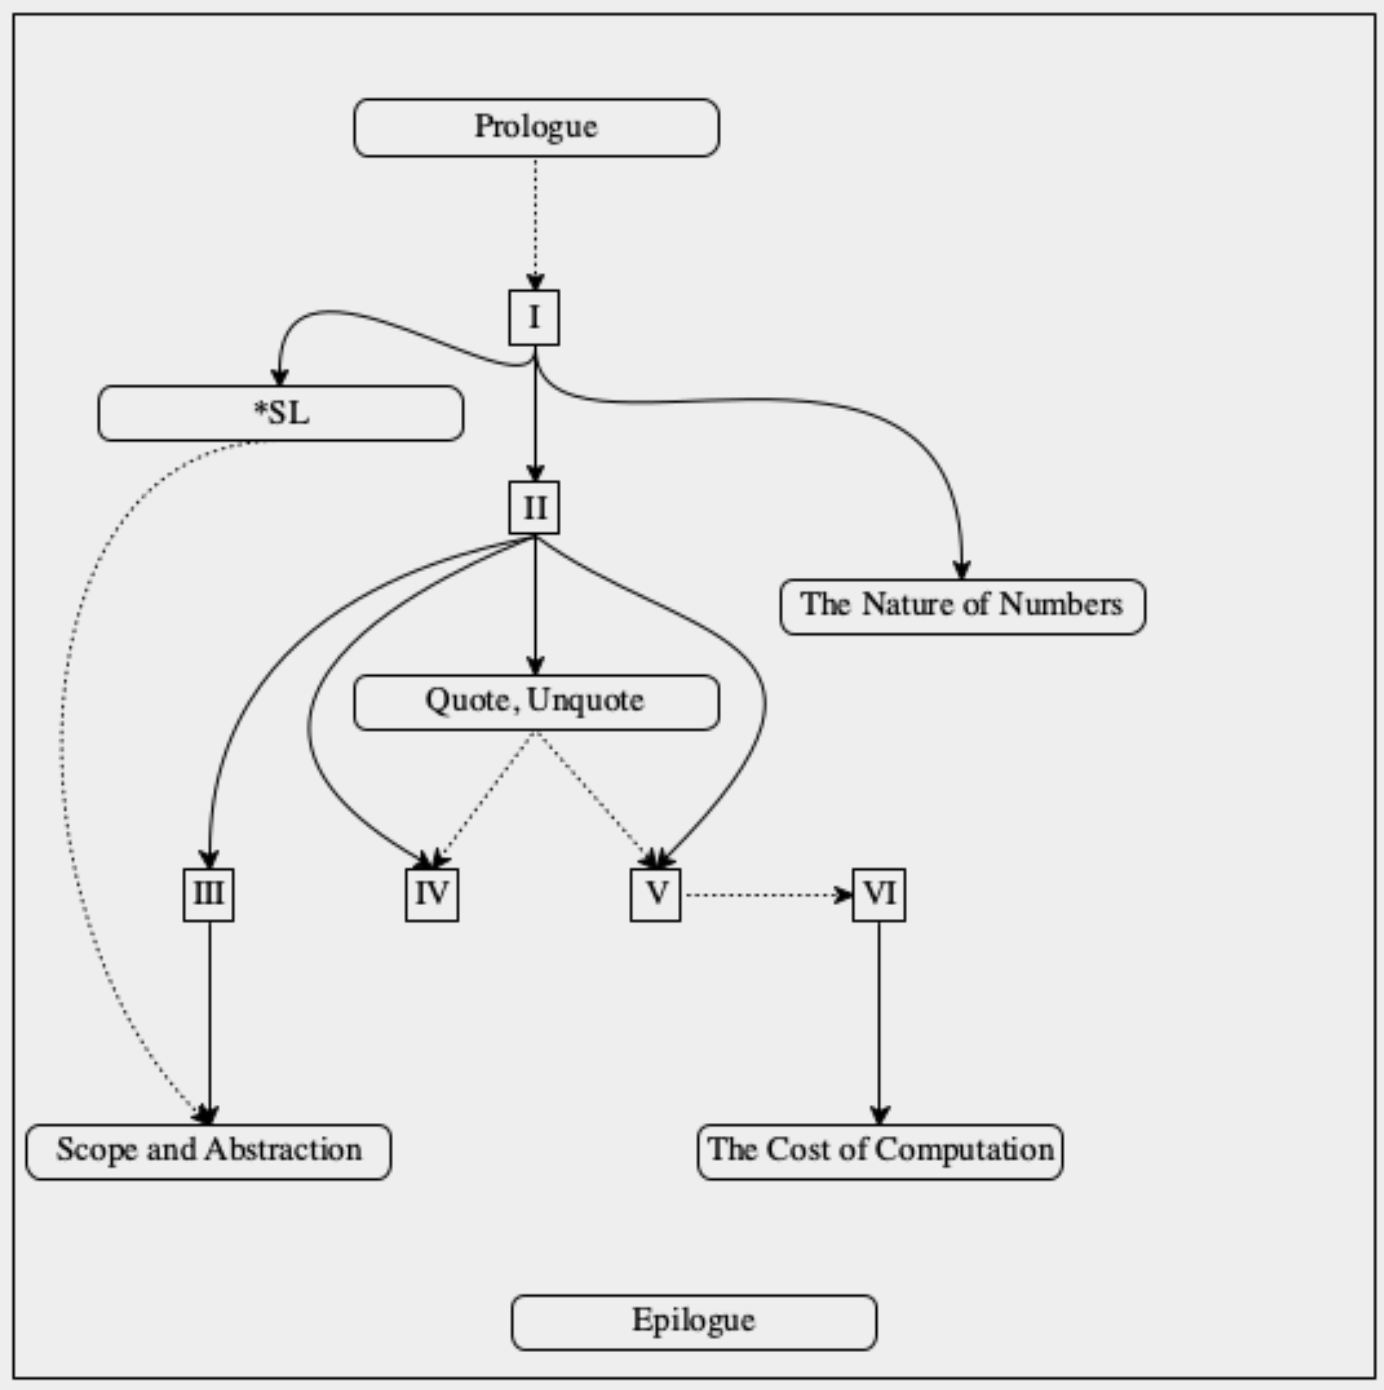 Prologue
I
*SL
II
The Nature of Numbers
Quote, Unquote
III
IV
V
VI
Scope and Abstraction
The Cost of Computation
Epilogue